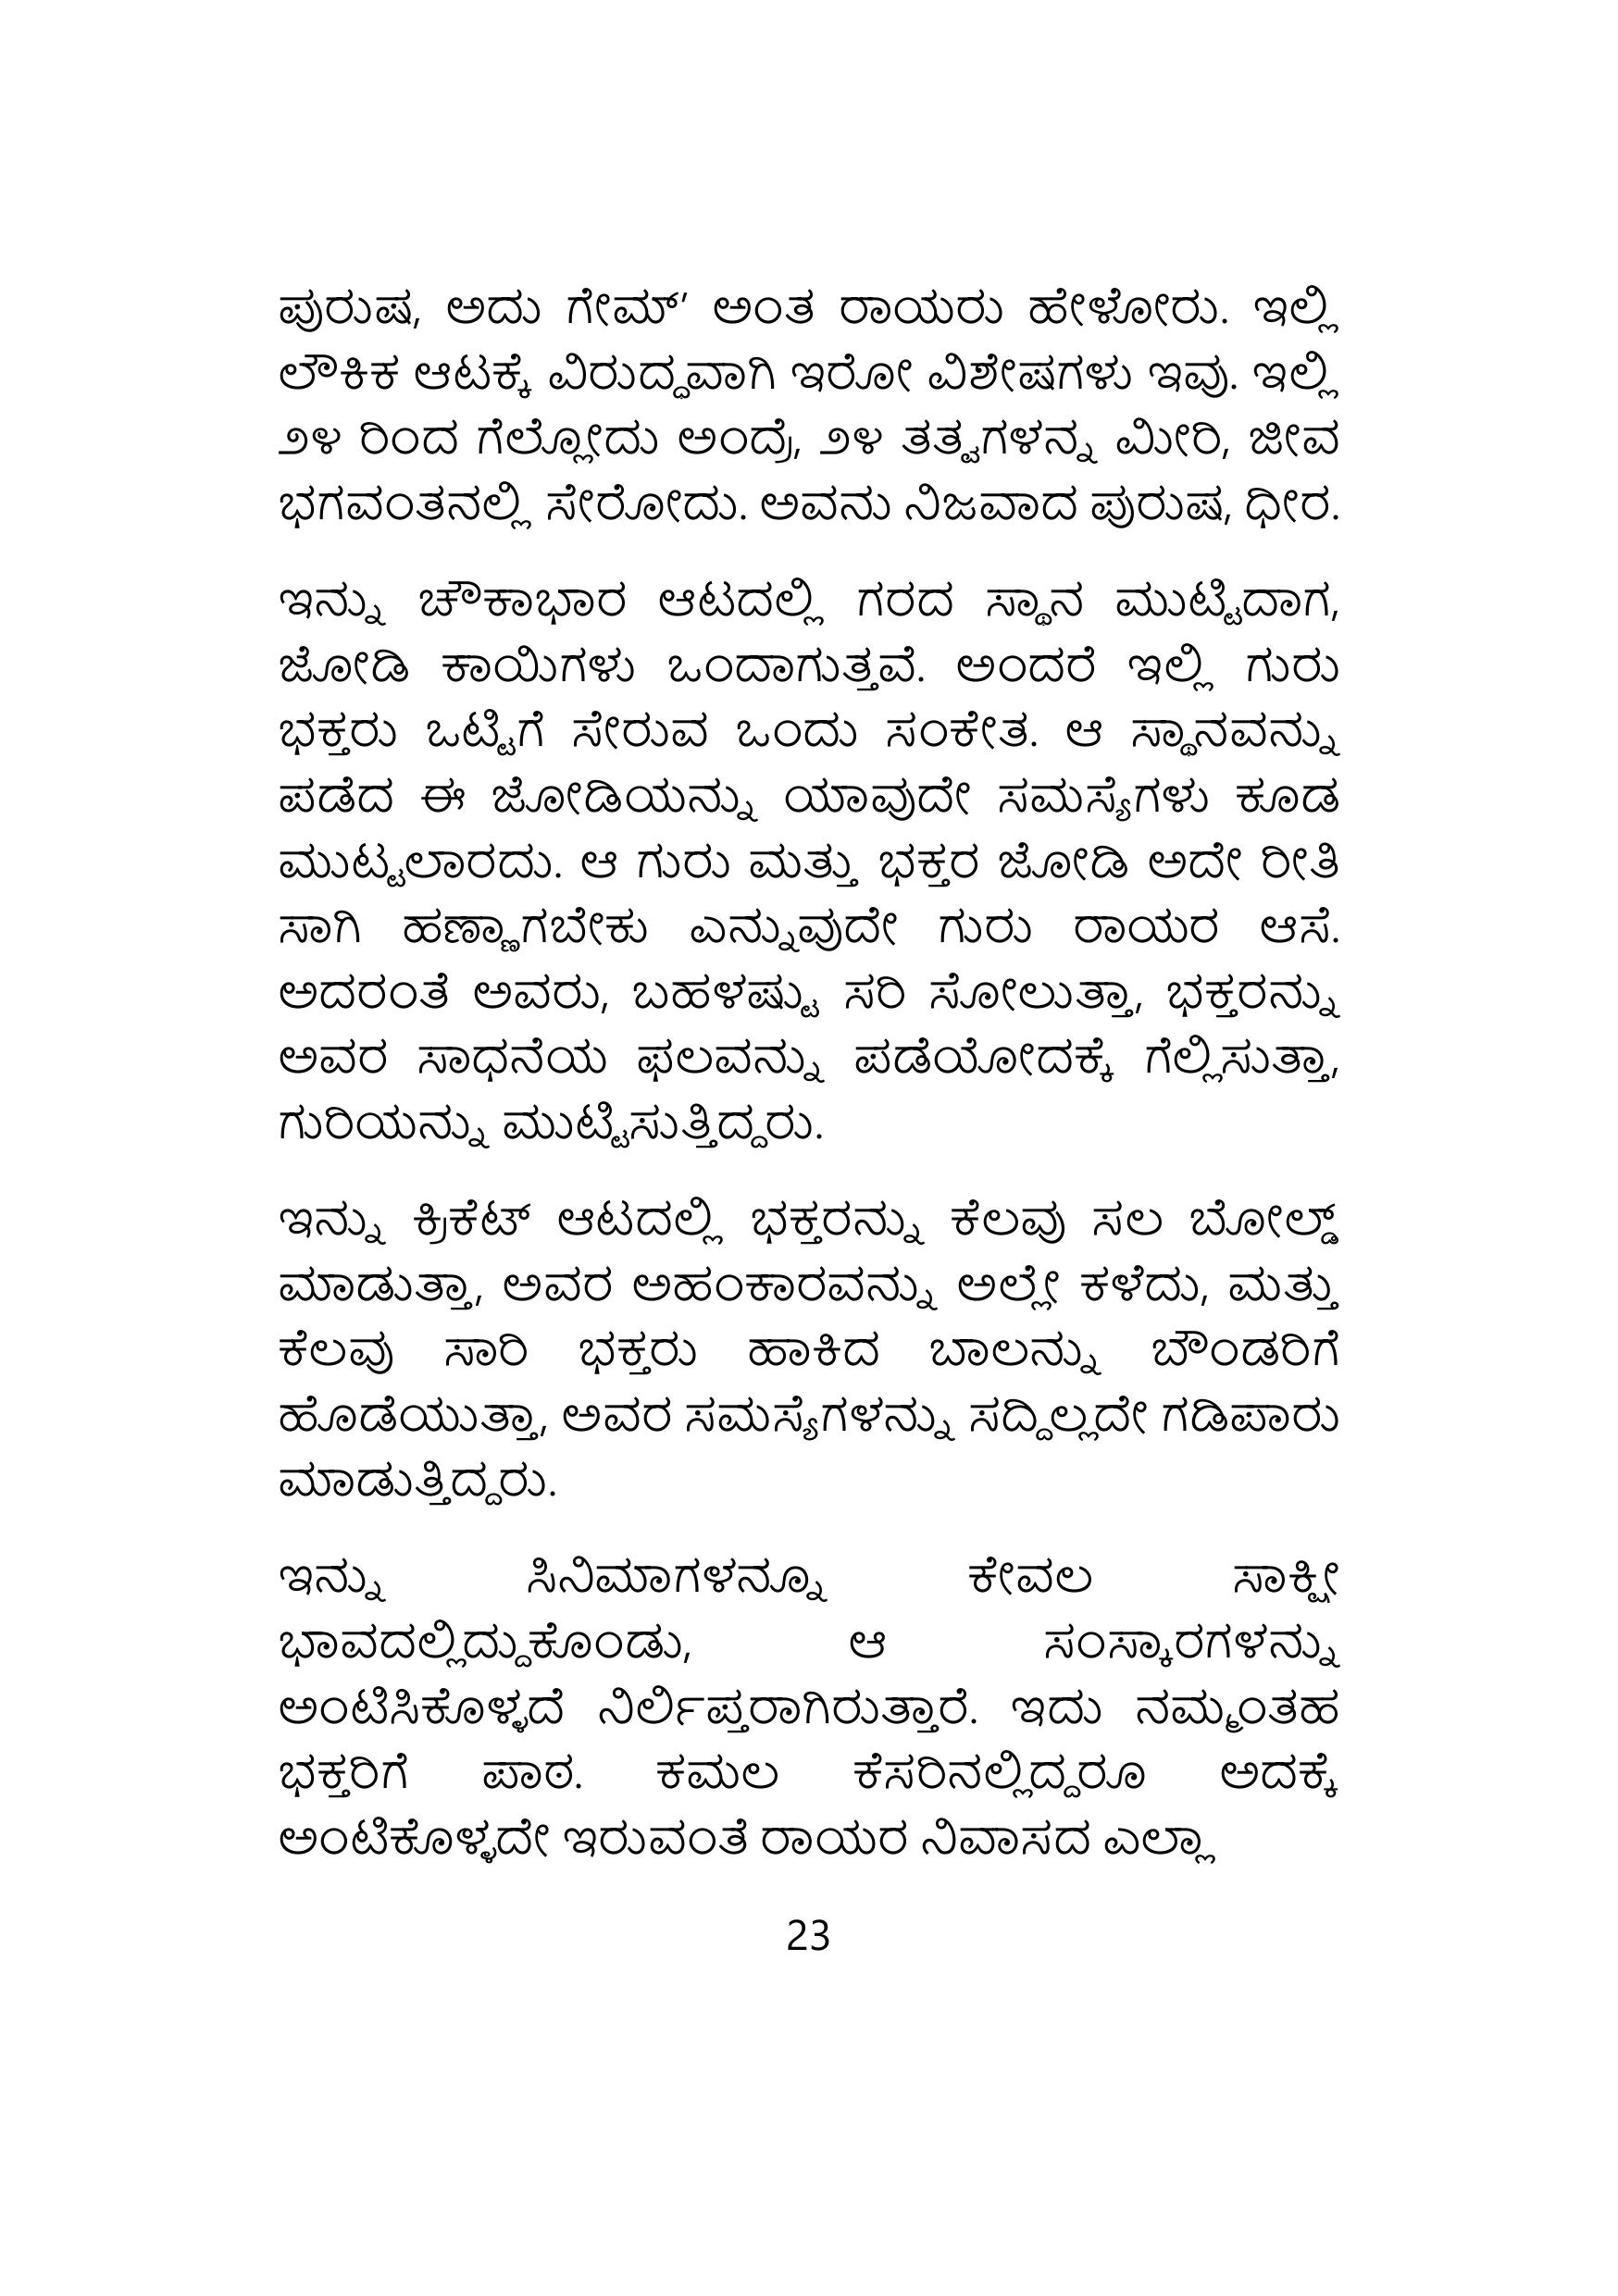 ಪುರುಷ, ಅದು ಗೇಮ್’ ಅಂತ ರಾಯರು ಹೇಳೋರು. ಇಲ್ಲಿ
ಲೌಕಿಕ ಆಟಕ್ಕೆ ವಿರುದ್ಧವಾಗಿ ಇರೋ ವಿಶೇಷಗಳು ಇವು. ಇಲ್ಲಿ
೨೪ ರಿಂದ ಗೆಲ್ಲೋದು ಅಂದ್ರೆ, ೨೪ ತತ್ವಗಳನ್ನ ಮೀರಿ, ಜೀವ
ಭಗವಂತನಲ್ಲಿ ಸೇರೋದು. ಅವನು ನಿಜವಾದ ಪುರುಷ, ಧೀರ.
ಇನ್ನು ಚೌಕಾಭಾರ ಆಟದಲ್ಲಿ ಗರದ ಸ್ಥಾನ ಮುಟ್ಟಿದಾಗ,
ಜೋಡಿ ಕಾಯಿಗಳು ಒಂದಾಗುತ್ತವೆ. ಅಂದರೆ ಇಲ್ಲಿ ಗುರು
ಭಕ್ತರು ಒಟ್ಟಿಗೆ ಸೇರುವ ಒಂದು ಸಂಕೇತ. ಆ ಸ್ಥಾನವನ್ನು
ಪಡೆದ ಈ ಜೋಡಿಯನ್ನು ಯಾವುದೇ ಸಮಸ್ಯೆಗಳು ಕೂಡ
ಮುಟ್ಟಲಾರದು. ಆ ಗುರು ಮತ್ತು ಭಕ್ತರ ಜೋಡಿ ಅದೇ ರೀತಿ
ಸಾಗಿ ಹಣ್ಣಾಗಬೇಕು ಎನ್ನುವುದೇ ಗುರು ರಾಯರ ಆಸೆ.
ಅದರಂತೆ ಅವರು, ಬಹಳಷ್ಟು ಸರಿ ಸೋಲುತ್ತಾ, ಭಕ್ತರನ್ನು
ಅವರ ಸಾಧನೆಯ ಫಲವನ್ನು ಪಡೆಯೋದಕ್ಕೆ ಗೆಲ್ಲಿಸುತ್ತಾ,
ಗುರಿಯನ್ನು ಮುಟ್ಟಿಸುತ್ತಿದ್ದರು.
ಇನ್ನು ಕ್ರಿಕೆಟ್ ಆಟದಲ್ಲಿ ಭಕ್ತರನ್ನು ಕೆಲವು ಸಲ ಬೋಲ್ಡ್
ಮಾಡುತ್ತಾ, ಅವರ ಅಹಂಕಾರವನ್ನು ಅಲ್ಲೇ ಕಳೆದು, ಮತ್ತು
ಕೆಲವು ಸಾರಿ ಭಕ್ತರು ಹಾಕಿದ ಬಾಲನ್ನು ಬೌಂಡರಿಗೆ
ಹೊಡೆಯುತ್ತಾ, ಅವರ ಸಮಸ್ಯೆಗಳನ್ನು ಸದ್ದಿಲ್ಲದೇ ಗಡಿಪಾರು
ಮಾಡುತ್ತಿದ್ದರು.
ಇನ್ನು ಸಿನಿಮಾಗಳನ್ನೂ ಕೇವಲ ಸಾಕ್ಷೀ
ಭಾವದಲ್ಲಿದ್ದುಕೊಂಡು, ಆ ಸಂಸ್ಕಾರಗಳನ್ನು
ಅಂಟಿಸಿಕೊಳ್ಳದೆ ನಿರ್ಲಿಪ್ತರಾಗಿರುತ್ತಾರೆ. ಇದು ನಮ್ಮಂತಹ
ಭಕ್ತರಿಗೆ ಪಾಠ. ಕಮಲ ಕೆಸರಿನಲ್ಲಿದ್ದರೂ ಅದಕ್ಕೆ
ಅಂಟಿಕೊಳ್ಳದೇ ಇರುವಂತೆ ರಾಯರ ನಿವಾಸದ ಎಲ್ಲಾ
23